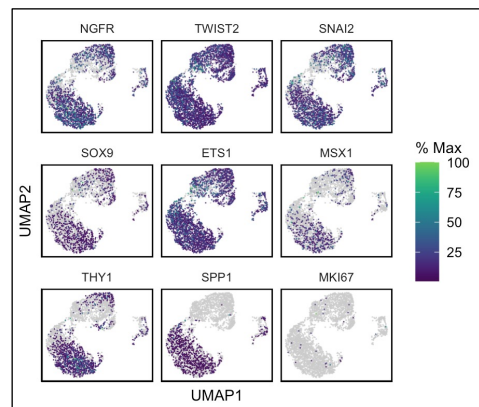 NGFR TWIST2 SNAI2
SOX9 ETS1 MSX1
% Max
100
75
50
25
THY1 SPP1 MKI67
UMAP2
UMAP1